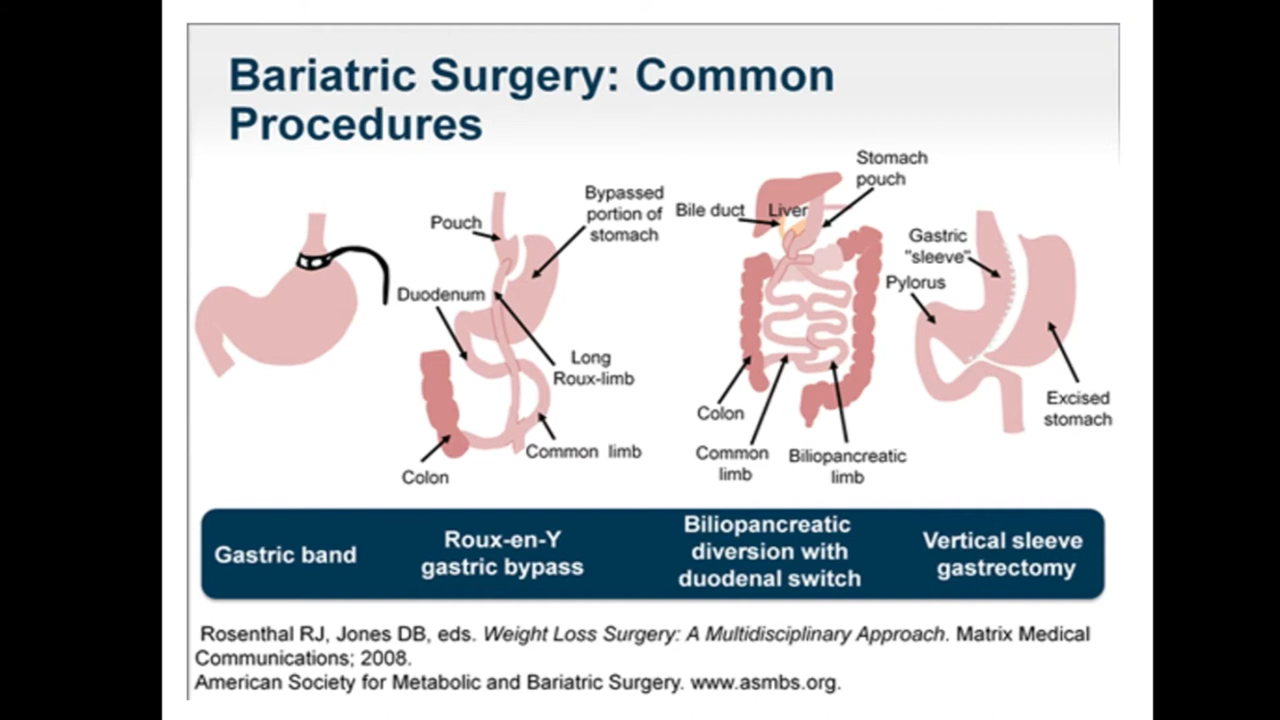 Bariatric Surgery: Common
Procedures
Pouch
Duodenum
Colon
Bypassed
portion of
stomach
Long
Roux-limb
Common limb
Bile duct
Liver
Stomach
pouch
Colon
Common
limb
Biliopancreatic
limb
Gastric
"sleeve"
Pylorus
Excised
stomach
Gastric band
Roux-en-Y
gastric bypass
Biliopancreatic
diversion with
duodenal switch
Vertical sleeve
gastrectomy
Rosenthal RJ, Jones DB, eds. Weight Loss Surgery: A Multidisciplinary Approach. Matrix Medical
Communications; 2008.
American Society for Metabolic and Bariatric Surgery. www.asmbs.org.